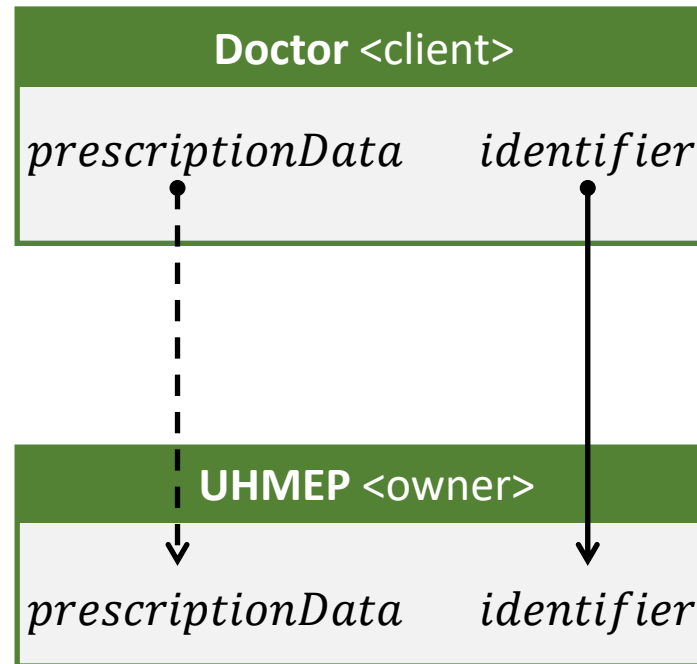 Doctor <client>
prescriptionData identifier
UHMEP <owner>
prescriptionData identifier